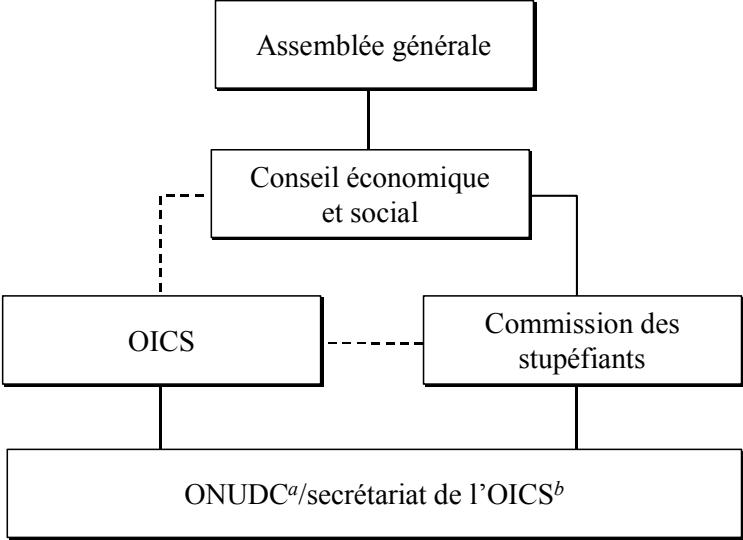 Assemblée générale
Conseil économique
et social
OICS
Commission des
stupéfiants
ONUDCᵃ/secrétariat de l’OICSᵇ